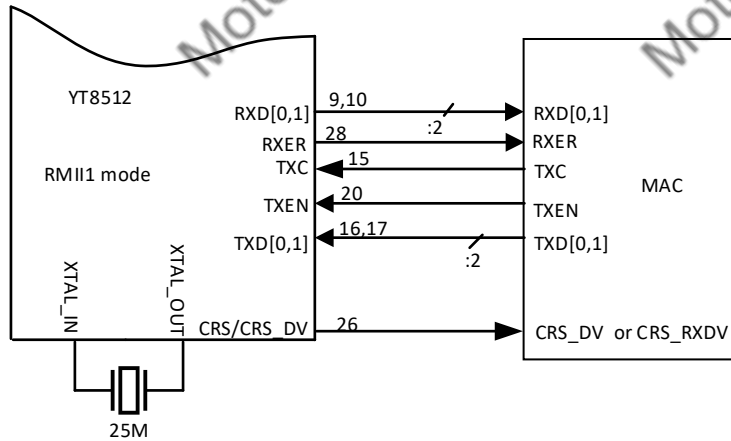 Moto
Moto
YT8512
RMII1 mode
MAC
RXD[0,1] 9,10 :2 RXD[0,1]
RXER 28 RXER
TXC 15 TXC
TXEN 20 TXEN
TXD[0,1] 16,17 :2 TXD[0,1]
XTAL_IN
XTAL_OUT
CRS/CRS_DV 26 CRS_DV or CRS_RXDV
25M